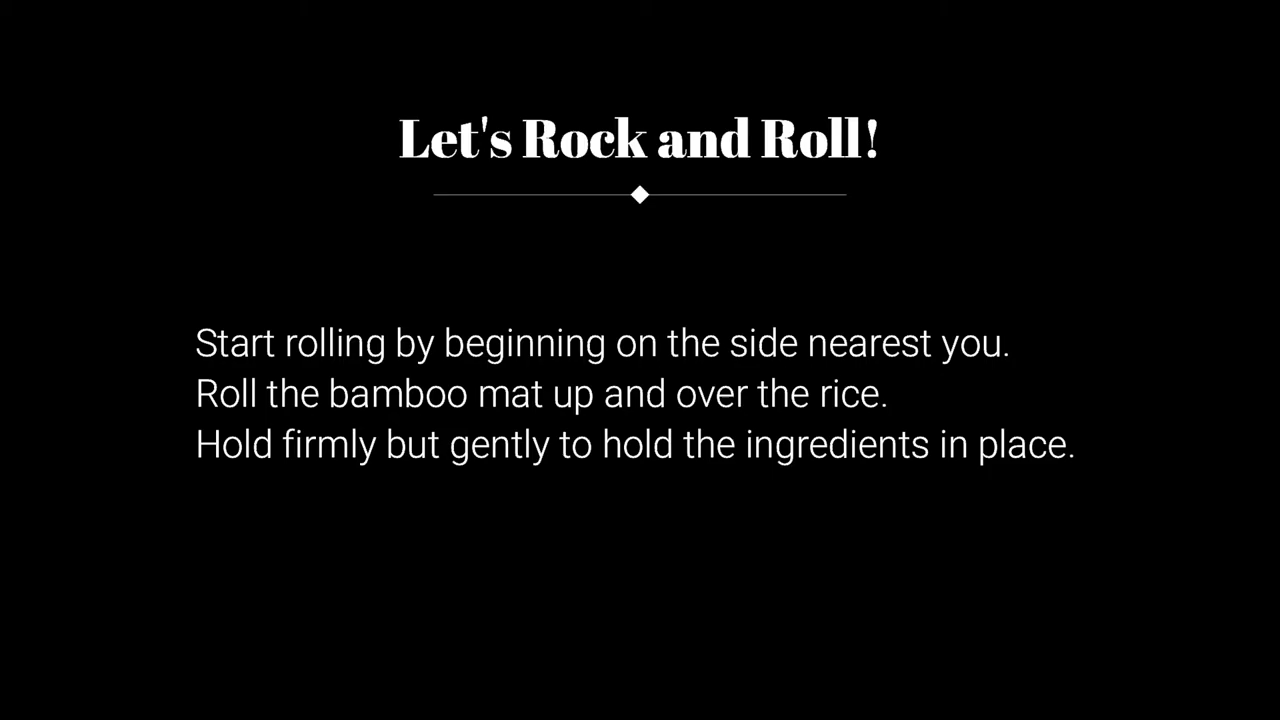 Let's Rock and Roll!
Start rolling by beginning on the side nearest you.
Roll the bamboo mat up and over the rice.
Hold firmly but gently to hold the ingredients in place.